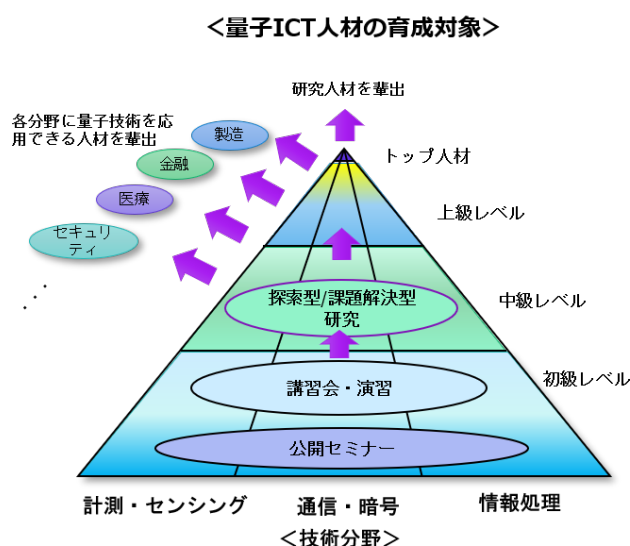 ＜量子ICT人材の育成対象＞
研究人材を輩出
各分野に量子技術を応
用できる人材を輩出
製造
金融
医療
セキュリ
ティ
・・・
トップ人材
上級レベル
中級レベル
探索型/課題解決型
研究
初級レベル
講習会・演習
公開セミナー
計測・センシング
通信・暗号
情報処理
＜技術分野＞